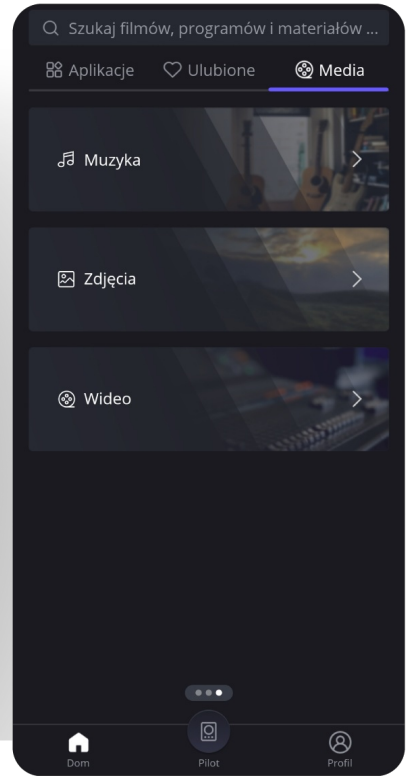 Szukaj filmów, programów i materiałów ...
Aplikacje Ulubione Media
Muzyka
Zdjęcia
Wideo
Dom Pilot Profil